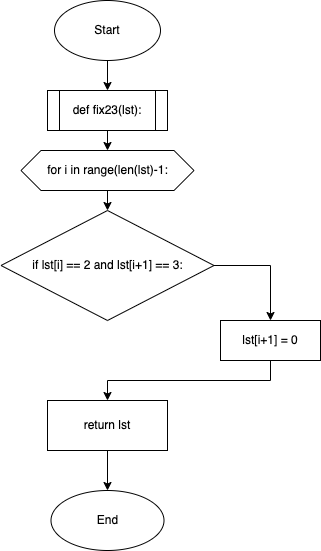 Start
def fix23(lst):
for i in range(len(lst)-1:
if lst[i] == 2 and lst[i+1] == 3:
lst[i+1] = 0
return lst
End